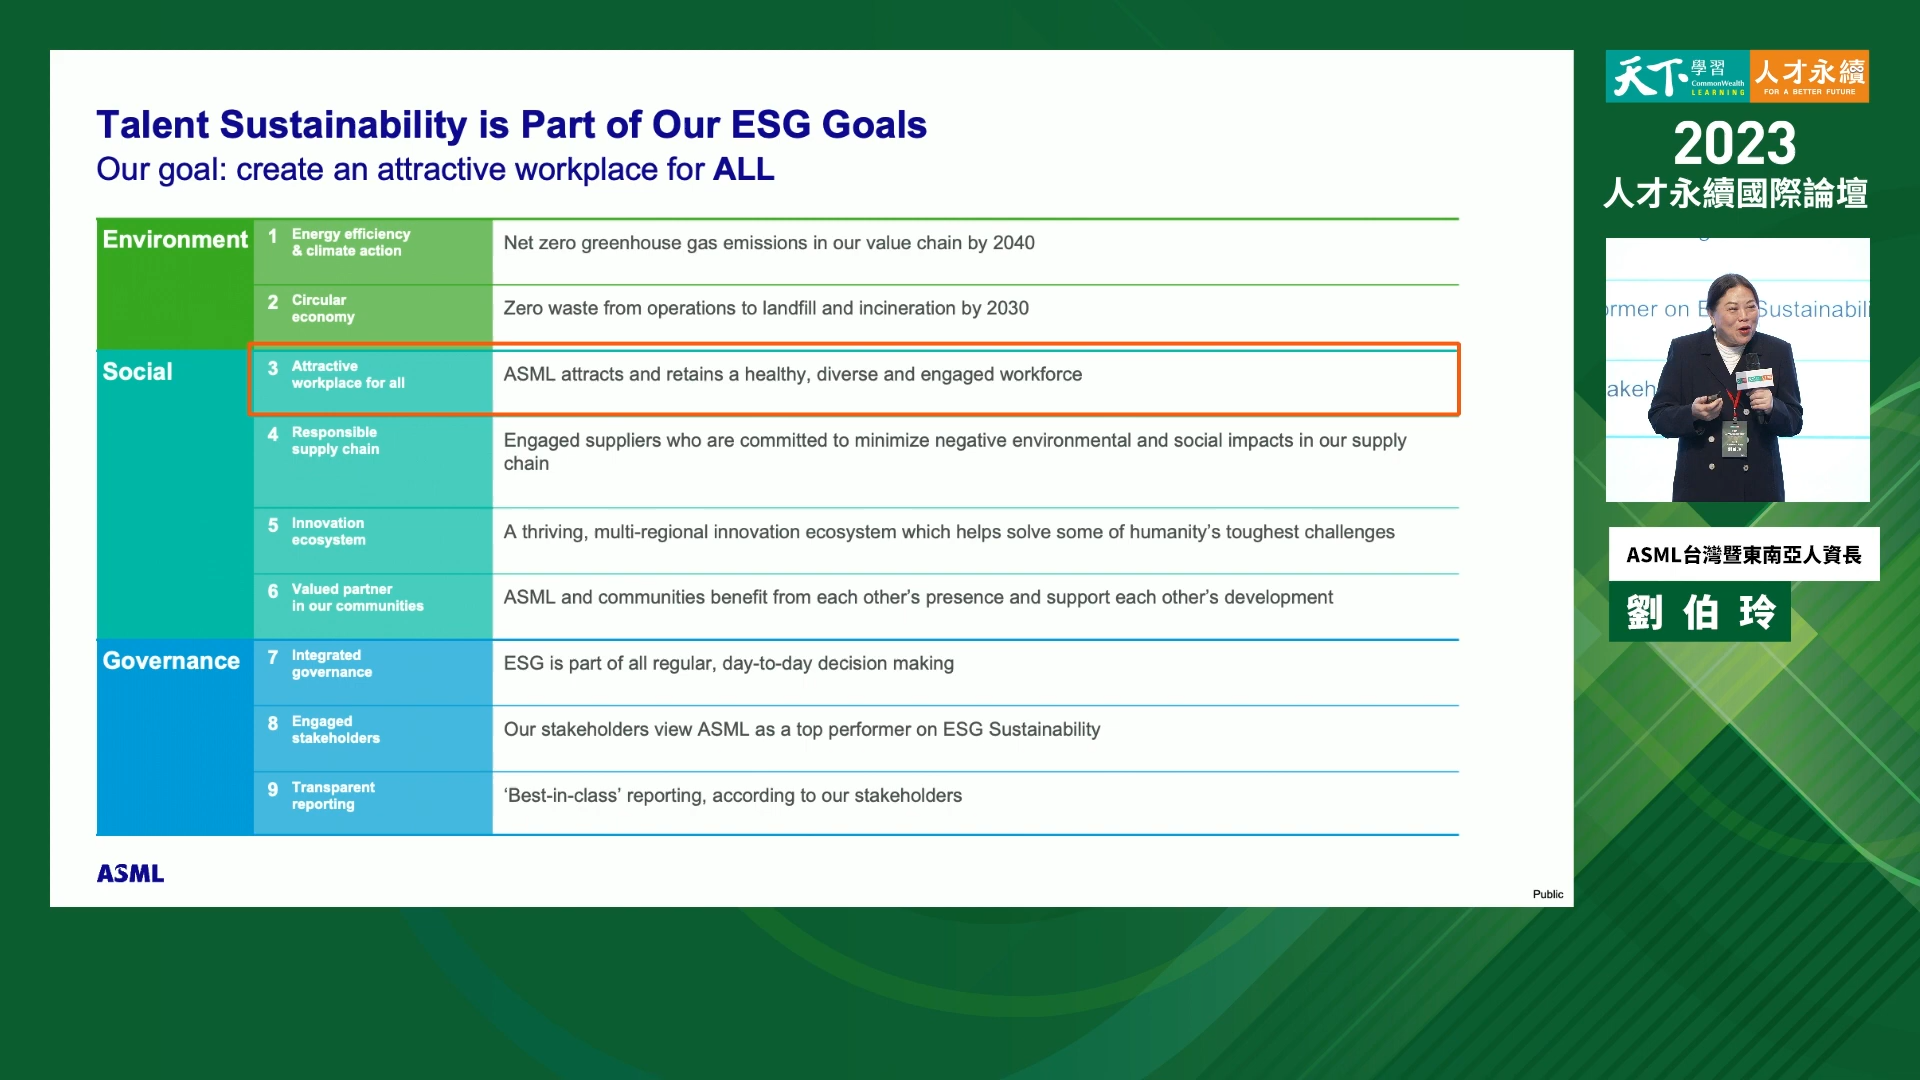 Talent Sustainability is Part of Our ESG Goals
Our goal: create an attractive workplace for ALL
Environment
1 Energy efficiency
& climate action
Net zero greenhouse gas emissions in our value chain by 2040
2 Circular
economy
Zero waste from operations to landfill and incineration by 2030
Social
3 Attractive
workplace for all
ASML attracts and retains a healthy, diverse and engaged workforce
4 Responsible
supply chain
Engaged suppliers who are committed to minimize negative environmental and social impacts in our supply
chain
5 Innovation
ecosystem
A thriving, multi-regional innovation ecosystem which helps solve some of humanity’s toughest challenges
6 Valued partner
in our communities
ASML and communities benefit from each other’s presence and support each other’s development
Governance
7 Integrated
governance
ESG is part of all regular, day-to-day decision making
8 Engaged
stakeholders
Our stakeholders view ASML as a top performer on ESG Sustainability
9 Transparent
reporting
‘Best-in-class’ reporting, according to our stakeholders
ASML
Public
天下學習
CommonWealth
LEARNING
人才永續
FOR A BETTER FUTURE
2023
人才永續國際論壇
ormer on E Sustainabili
akeh
ASML台灣暨東南亞人資長
劉伯玲